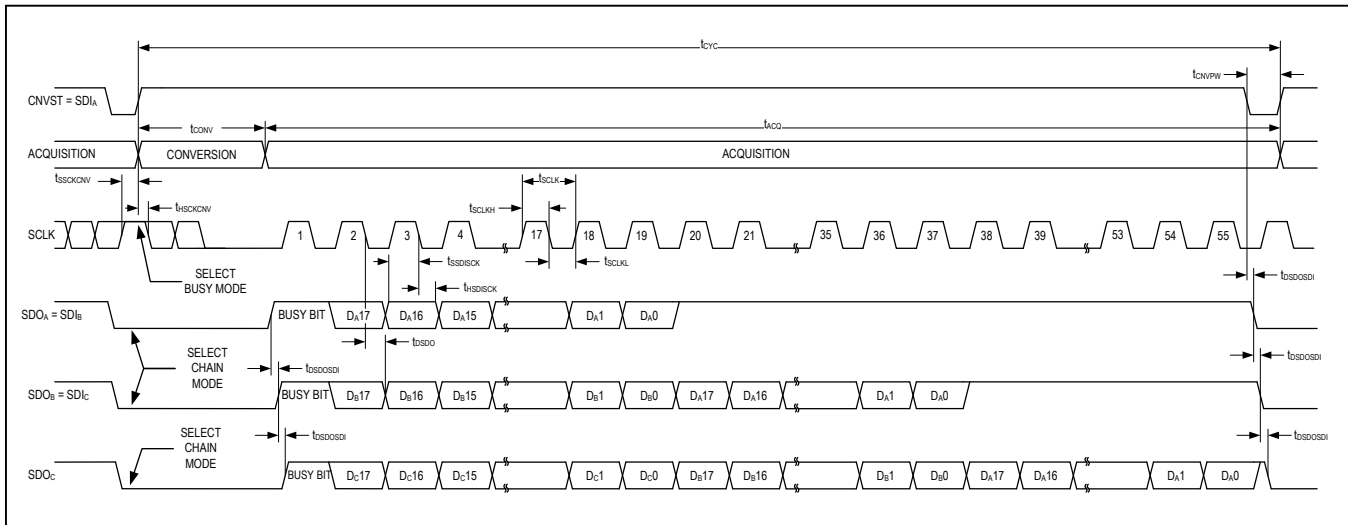 tCYC
tCNVPW
CNVST = SDIA
tCONV
tACQ
ACQUISITION
CONVERSION
ACQUISITION
tSSCKCNV
tHSCKCNV
tSCLK
tSCLKH
SCLK
1 2 3 4 17 18 19 20 21 35 36 37 38 39 53 54 55
tSSDISCK
tSCLKL
SELECT
BUSY MODE
tHSDISCK
tDSDOSDI
SDOA = SDIB
BUSY BIT DA17 DA16 DA15 DA1 DA0
tDSDO
SELECT
CHAIN
MODE
tDSDOSDI
tDSDOSDI
SDOB = SDIC
BUSY BIT DB17 DB16 DB15 DB1 DB0 DA17 DA16 DA1 DA0
SELECT
CHAIN
MODE
tDSDOSDI
tDSDOSDI
SDOC
BUSY BIT DC17 DC16 DC15 DC1 DC0 DB17 DB16 DB1 DB0 DA17 DA16 DA1 DA0